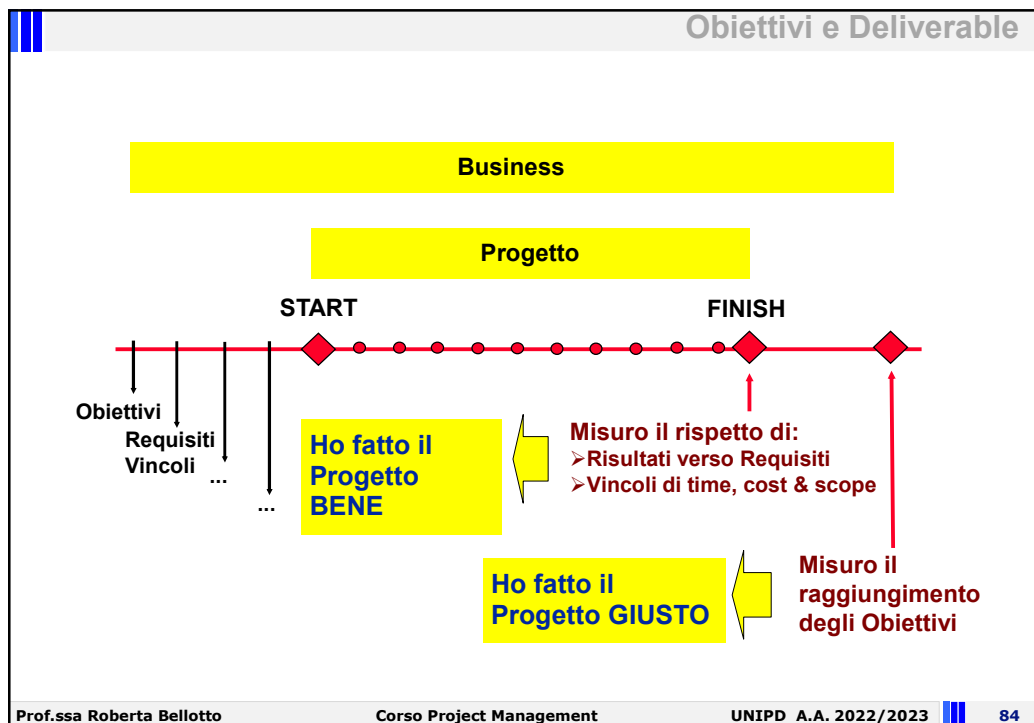 Obiettivi e Deliverable
Business
Progetto
START
FINISH
Obiettivi
Requisiti
Vincoli
...
...
Ho fatto il
Progetto
BENE
Misuro il rispetto di:
➢Risultati verso Requisiti
➢Vincoli di time, cost & scope
Ho fatto il
Progetto GIUSTO
Misuro il
raggiungimento
degli Obiettivi
Prof.ssa Roberta Bellotto Corso Project Management UNIPD A.A. 2022/2023 84